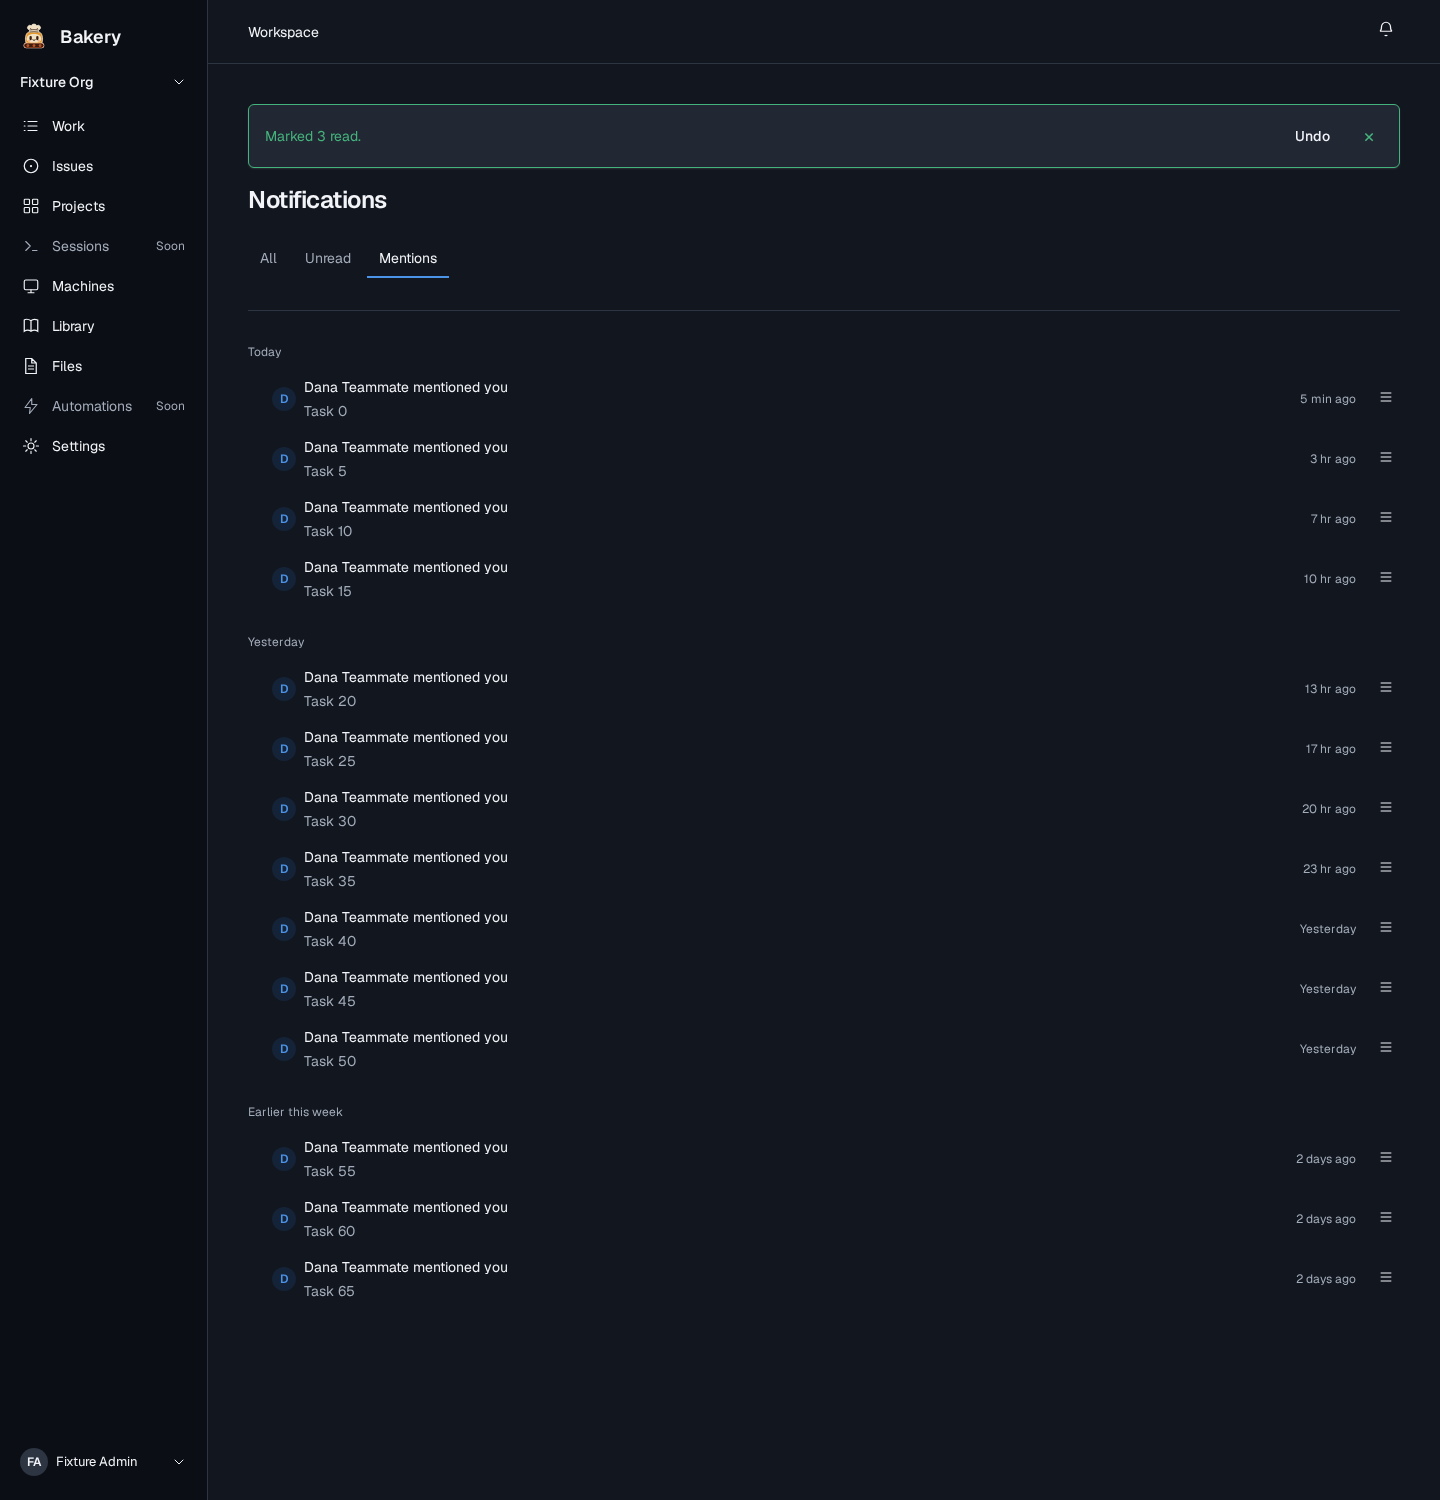 Bakery
Fixture Org
Work
Issues
Projects
Sessions Soon
Machines
Library
Files
Automations Soon
Settings
FA Fixture Admin
Workspace
Marked 3 read. Undo ×
Notifications
All Unread Mentions
Today
D Dana Teammate mentioned you 5 min ago
Task 0
D Dana Teammate mentioned you 3 hr ago
Task 5
D Dana Teammate mentioned you 7 hr ago
Task 10
D Dana Teammate mentioned you 10 hr ago
Task 15
Yesterday
D Dana Teammate mentioned you 13 hr ago
Task 20
D Dana Teammate mentioned you 17 hr ago
Task 25
D Dana Teammate mentioned you 20 hr ago
Task 30
D Dana Teammate mentioned you 23 hr ago
Task 35
D Dana Teammate mentioned you Yesterday
Task 40
D Dana Teammate mentioned you Yesterday
Task 45
D Dana Teammate mentioned you Yesterday
Task 50
Earlier this week
D Dana Teammate mentioned you 2 days ago
Task 55
D Dana Teammate mentioned you 2 days ago
Task 60
D Dana Teammate mentioned you 2 days ago
Task 65